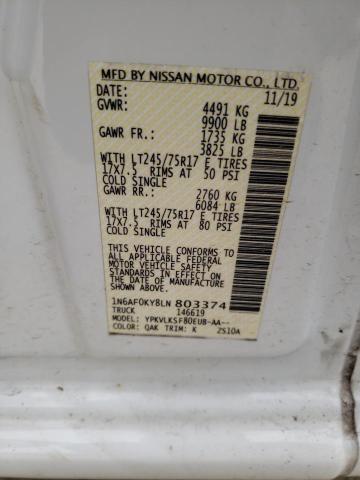 MFD BY NISSAN MOTOR CO., LTD.
DATE: 11/19
GVWR: 4491 KG
9900 LB
GAWR FR: 1735 KG
3825 LB
WITH LT245/75R17 E TIRES
17X7.5 RIMS AT 50 PSI
COLD SINGLE
GAWR RR: 2760 KG
6084 LB
WITH LT245/75R17 E TIRES
17X7.5 RIMS AT 80 PSI
COLD SINGLE
THIS VEHICLE CONFORMS TO
ALL APPLICABLE FEDERAL
MOTOR VEHICLE SAFETY
STANDARDS IN EFFECT ON THE
DATE OF MANUFACTURE SHOWN
ABOVE.
1N6AF0KY8LN 803374
TRUCK 146619
MODEL: YPKVLKSF80EUB-AA--
COLOR: QAK TRIM: K 2S10A